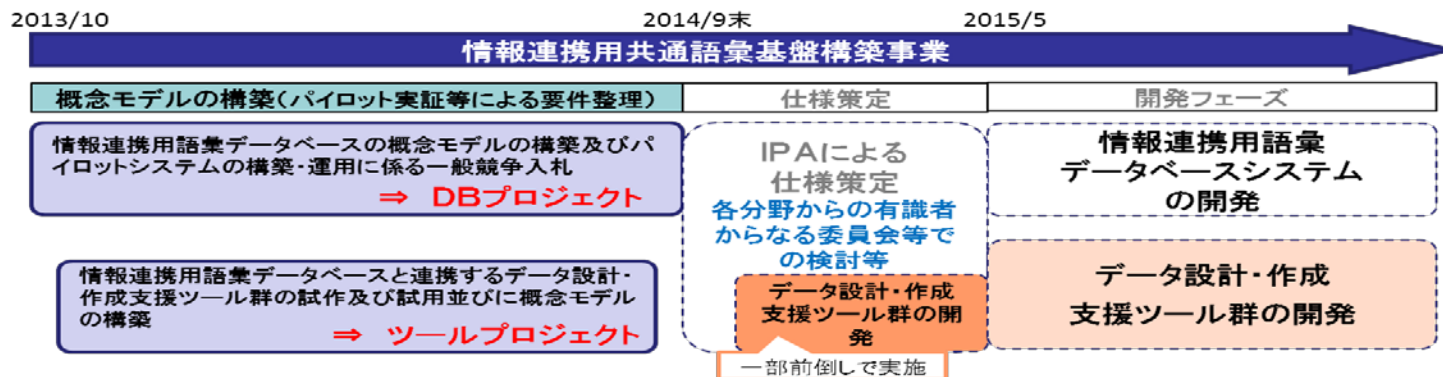 2013/10
2014/9末
2015/5
情報連携用共通語彙基盤構築事業
概念モデルの構築(パイロット実証等による要件整理)
仕様策定
開発フェーズ
情報連携用語彙データベースの概念モデルの構築及びパ
イロットシステムの構築・運用に係る一般競争入札
⇒ DBプロジェクト
情報連携用語彙データベースと連携するデータ設計・
作成支援ツール群の試作及び試用並びに概念モデル
の構築
⇒ ツールプロジェクト
IPAによる
仕様策定
各分野からの有識者
からなる委員会等で
の検討等
データ設計・作成
支援ツール群の開
発
一部前倒しで実施
情報連携用語彙
データベースシステム
の開発
データ設計・作成
支援ツール群の開発